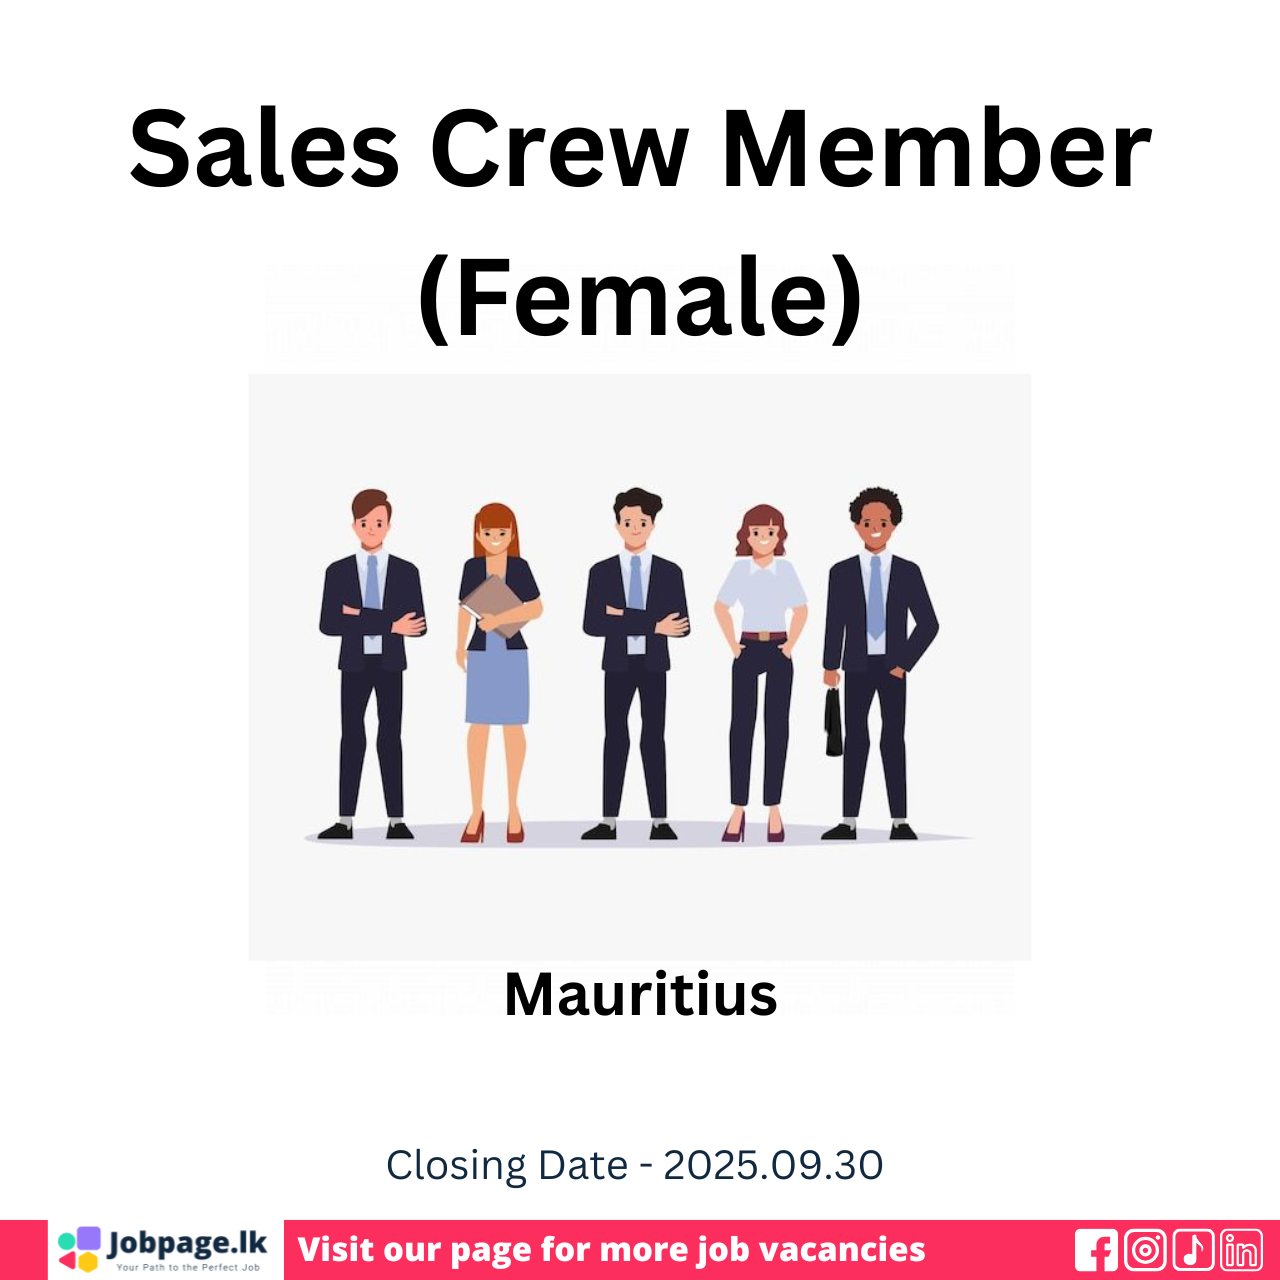 Sales Crew Member
(Female)
Mauritius
Closing Date - 2025.09.30
Jobpage.lk
Your Path to the Perfect Job
Visit our page for more job vacancies